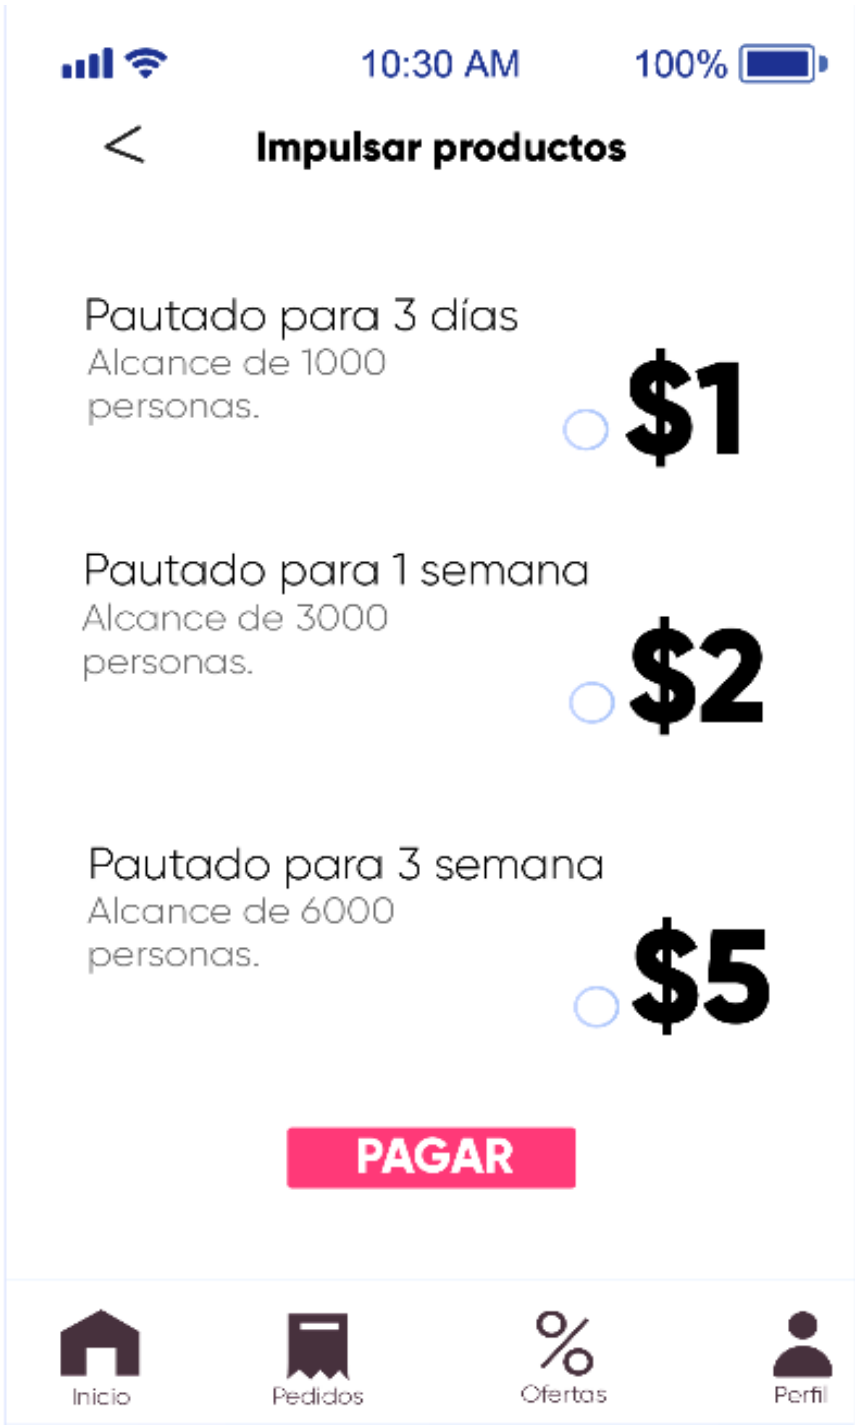 10:30 AM 100%
< Impulsar productos
Pautado para 3 días
Alcance de 1000
personas.
$1
Pautado para 1 semana
Alcance de 3000
personas.
$2
Pautado para 3 semana
Alcance de 6000
personas.
$5
PAGAR
Inicio Pedidos Ofertas Perfil